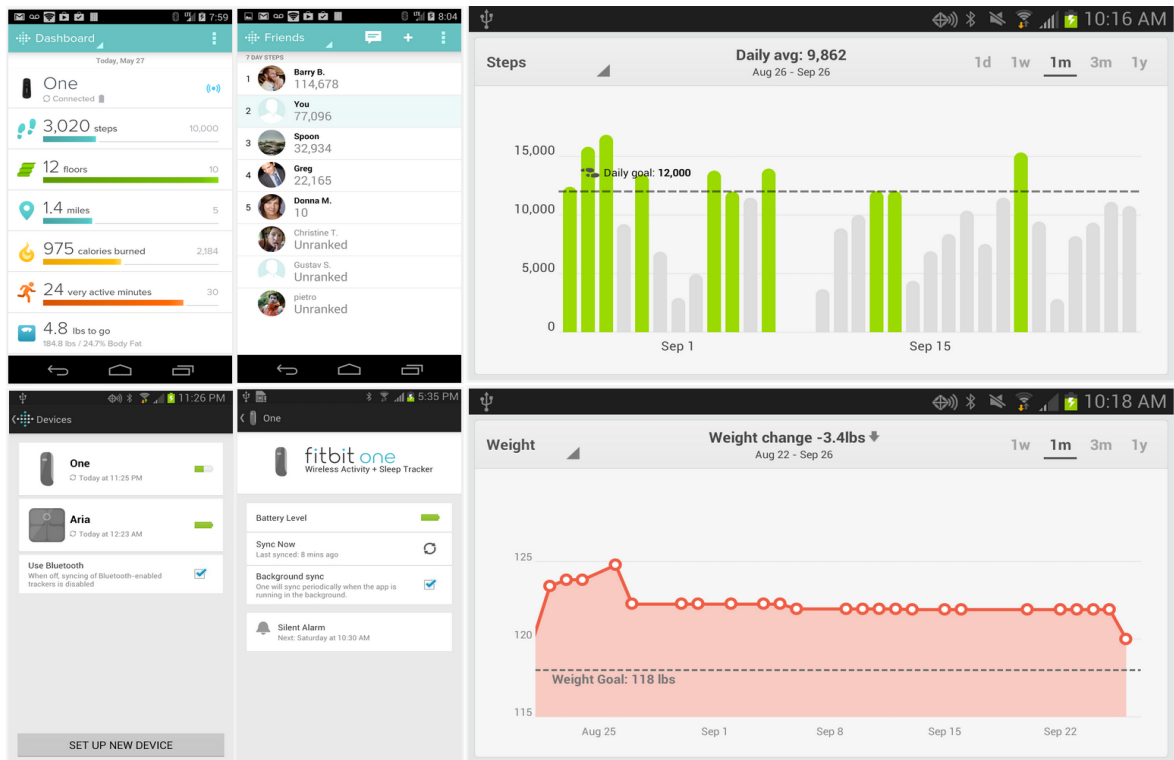 7:59
Dashboard
Today, May 27
One
Connected
3,020 steps
10,000
12 floors
10
1.4 miles
5
975 calories burned
2,184
24 very active minutes
30
4.8 lbs to go
184.8 lbs / 24.7% Body Fat
8:04
Friends
7 DAY STEPS
1
Barry B.
114,678
2
You
77,096
3
Spoon
32,934
4
Greg
22,165
5
Donna M.
10
Christine T.
Unranked
Gustav S.
Unranked
pietro
Unranked
10:16 AM
Steps
Daily avg: 9,862
Aug 26 - Sep 26
1d 1w 1m 3m 1y
15,000
Daily goal: 12,000
10,000
5,000
0
Sep 1
Sep 15
11:26 PM
Devices
One
Today at 11:25 PM
Aria
Today at 12:23 AM
Use Bluetooth
When off, syncing of Bluetooth-enabled
trackers is disabled
SET UP NEW DEVICE
5:35 PM
One
fitbit one
Wireless Activity + Sleep Tracker
Battery Level
Sync Now
Last synced: 8 mins ago
Background sync
One will sync periodically when the app is
running in the background.
Silent Alarm
Next: Saturday at 10:30 AM
10:18 AM
Weight
Weight change -3.4lbs
Aug 22 - Sep 26
1w 1m 3m 1y
125
120
Weight Goal: 118 lbs
115
Aug 25
Sep 1
Sep 8
Sep 15
Sep 22